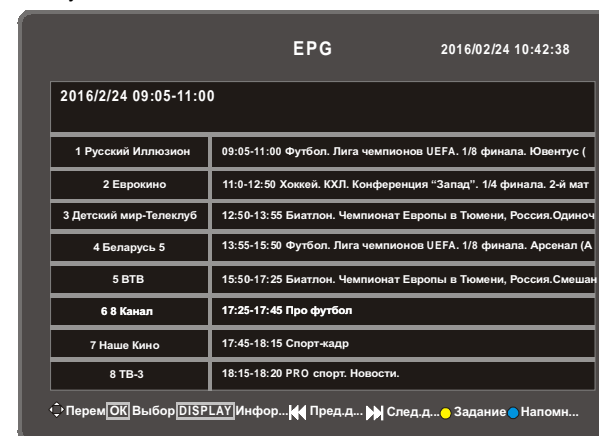 EPG 2016/02/24 10:42:38
2016/2/24 09:05-11:00
1 Русский Иллюзион 09:05-11:00 Футбол. Лига чемпионов UEFA. 1/8 финала. Ювентус (
2 Еврокино 11:0-12:50 Хоккей. КХЛ. Конференция “Запад”. 1/4 финала. 2-й мат
3 Детский мир-Телеклуб 12:50-13:55 Биатлон. Чемпионат Европы в Тюмени, Россия.Одиноч
4 Беларусь 5 13:55-15:50 Футбол. Лига чемпионов UEFA. 1/8 финала. Арсенал (А
5 ВТВ 15:50-17:25 Биатлон. Чемпионат Европы в Тюмени, Россия.Смешан
6 8 Канал 17:25-17:45 Про футбол
7 Наше Кино 17:45-18:15 Спорт-кадр
8 ТВ-3 18:15-18:20 PRO спорт. Новости.
Перем OK Выбор DISPLAY Инфор... Пред.д... След.д... Задание Напомн...